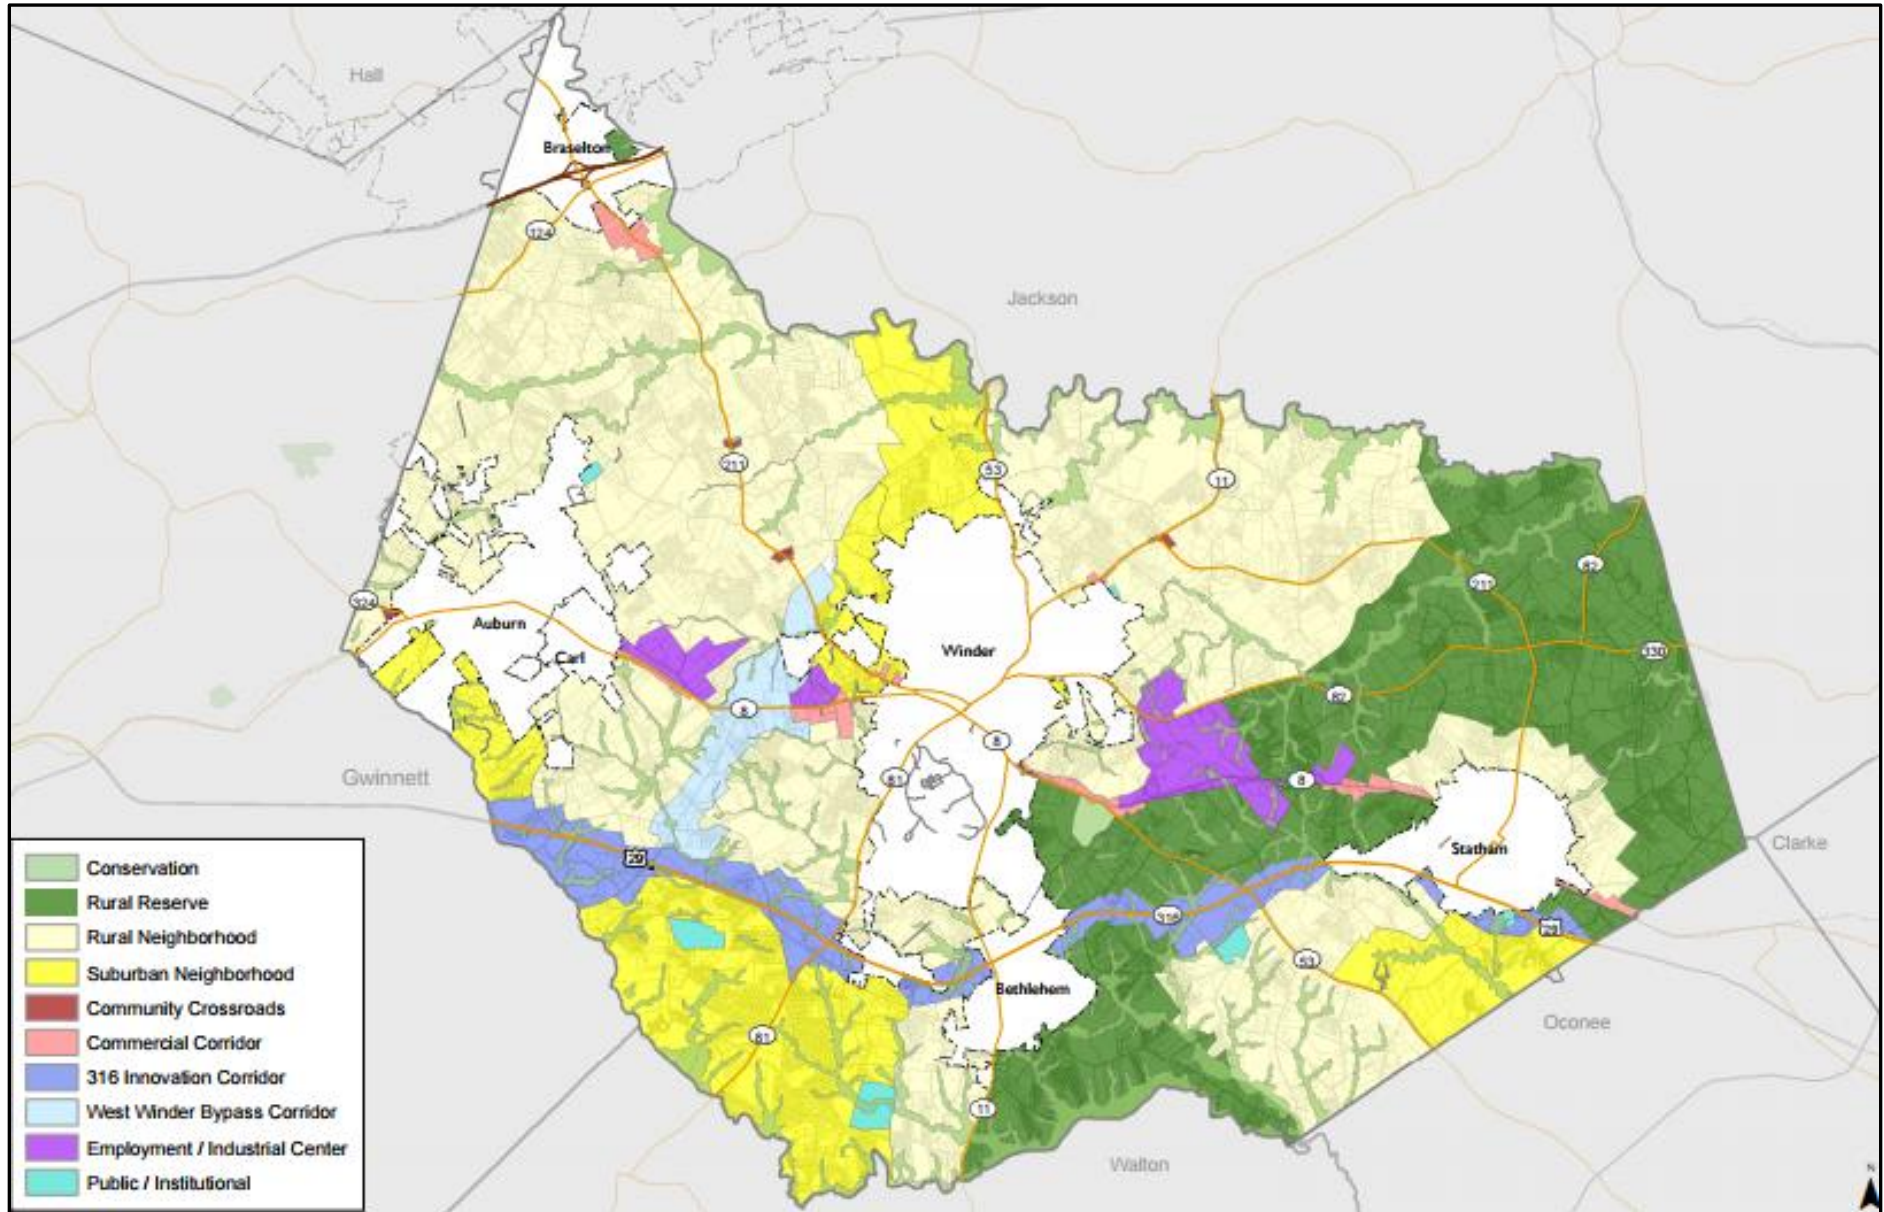 Hall
Braselton
124
Jackson
211
53
11
324
Auburn
Carl
Winder
211
82
330
82
8
8
81
8
Gwinnett
29
Statham
Clarke
316
29
53
Bethlehem
Oconee
81
11
Walton
N
Conservation
Rural Reserve
Rural Neighborhood
Suburban Neighborhood
Community Crossroads
Commercial Corridor
316 Innovation Corridor
West Winder Bypass Corridor
Employment / Industrial Center
Public / Institutional